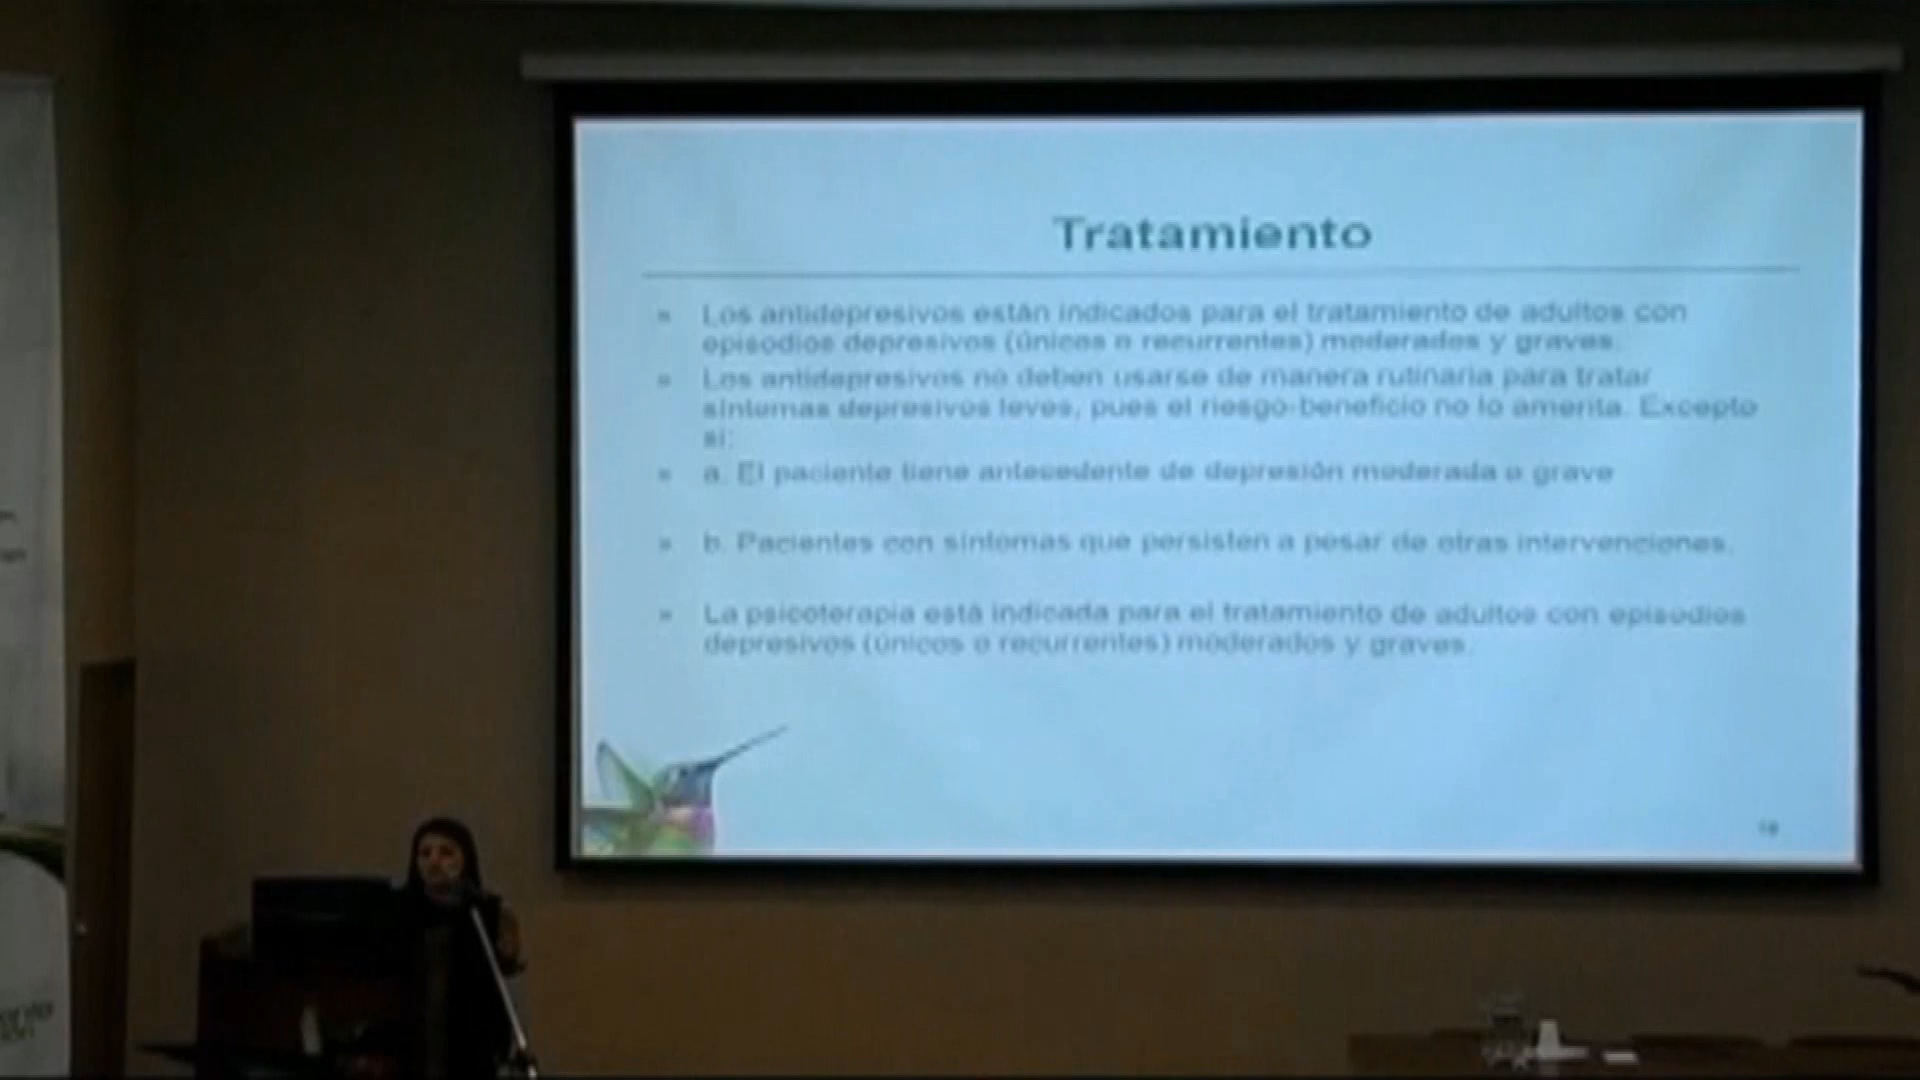 Tratamiento
» Los antidepresivos están indicados para el tratamiento de adultos con
episodios depresivos (únicos o recurrentes) moderados y graves.
» Los antidepresivos no deben usarse de manera rutinaria para tratar
síntomas depresivos leves, pues el riesgo-beneficio no lo amerita. Excepto
si:
» a. El paciente tiene antecedente de depresión moderada o grave
» b. Pacientes con síntomas que persisten a pesar de otras intervenciones.
» La psicoterapia está indicada para el tratamiento de adultos con episodios
depresivos (únicos o recurrentes) moderados y graves.